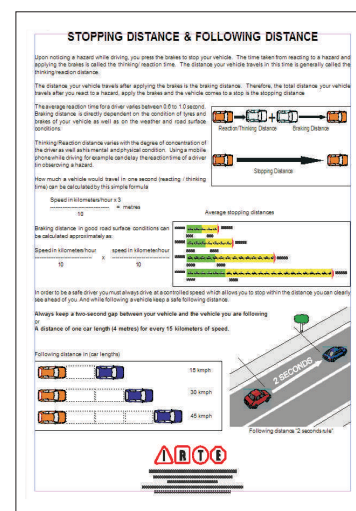 STOPPING DISTANCE & FOLLOWING DISTANCE
Upon noticing a hazard while driving, you press the brakes to stop your vehicle. The time taken from reacting to a hazard and
applying the brakes is called the thinking/ reaction time. The distance your vehicle travels in this time is generally called the
thinking/reaction distance.
The distance your vehicle travels after applying the brakes is the braking distance. Therefore, the total distance your vehicle
travels after you react to a hazard, apply the brakes and the vehicle comes to a stop is the stopping distance.
The average reaction time for a driver varies between 0.6 to 1.0 second.
Braking distance is directly dependent on the condition of tyres and
brakes of your vehicle as well as on the weather and road surface
conditions.
Reaction/Thinking Distance
Braking Distance
Thinking/Reaction distance varies with the degree of concentration of
the driver as well his mental and physical condition. Using a mobile
phone while driving for example can delay the reaction time of a driver
in observing a hazard.
Stopping Distance
How much a vehicle would travel in one second (reading / thinking
time) can be calculated by this simple formula
Speed in kilometers/hour x 3
-------------------------------- = metres
10
Average stopping distances
Braking distance in good road surface conditions can
be calculated approximately as:
Speed in kilometers/hour speed in kilometer/hour
------------------------------ x ------------------------------
10 10
In order to be a safe driver you must always drive at a controlled speed which allows you to stop within the distance you can clearly
see ahead of you. And while following a vehicle keep a safe following distance.
Always keep a two-second gap between your vehicle and the vehicle you are following
or
A distance of one car length (4 metres) for every 15 kilometers of speed.
Following distance in (car lengths)
15 kmph
30 kmph
45 kmph
2 SECONDS
Following distance "2 seconds rule"
IRTE